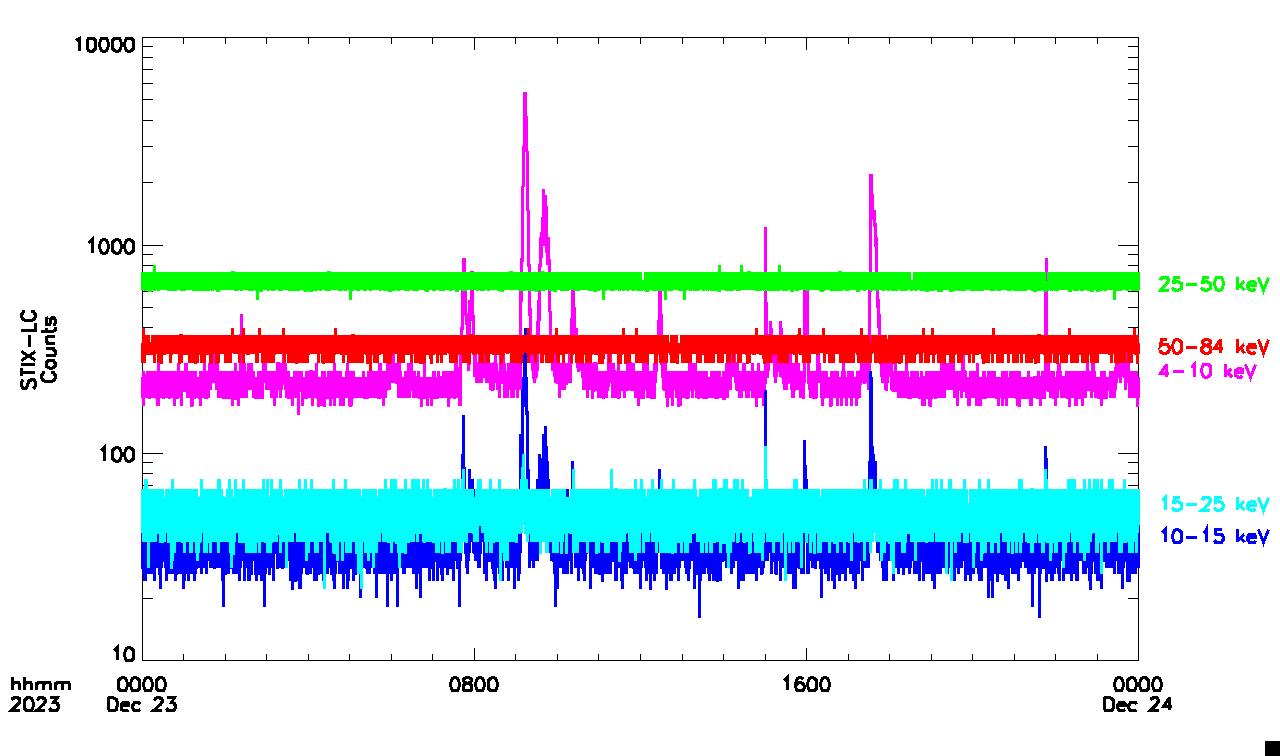 10000
1000
100
10
STIX-LC
Counts
25-50 keV
50-84 keV
4-10 keV
15-25 keV
10-15 keV
hhmm 0000 0800 1600 0000
2023 Dec 23 Dec 24